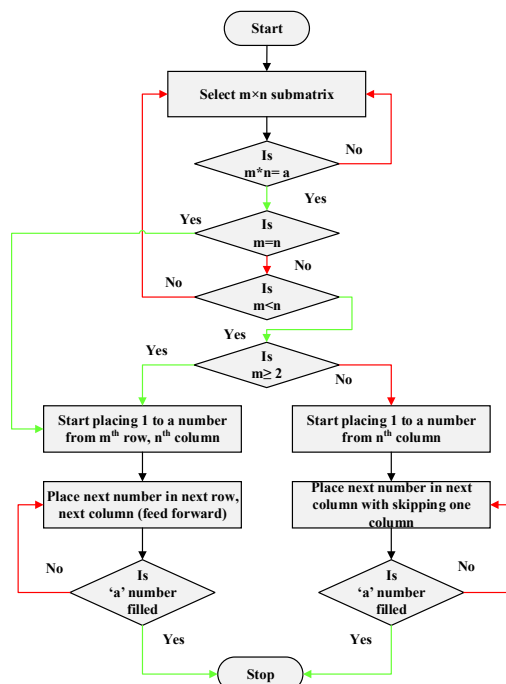 Start
Select m×n submatrix
No
Is
m*n= a
Yes
Yes
Is
m=n
No
No
Is
m<n
Yes
Yes
Is
m≥ 2
No
Start placing 1 to a number
from mth row, nth column
Start placing 1 to a number
from nth column
Place next number in next row,
next column (feed forward)
Place next number in next
column with skipping one
column
No
Is
‘a’ number
filled
Is
‘a’ number
filled
No
Yes
Yes
Stop